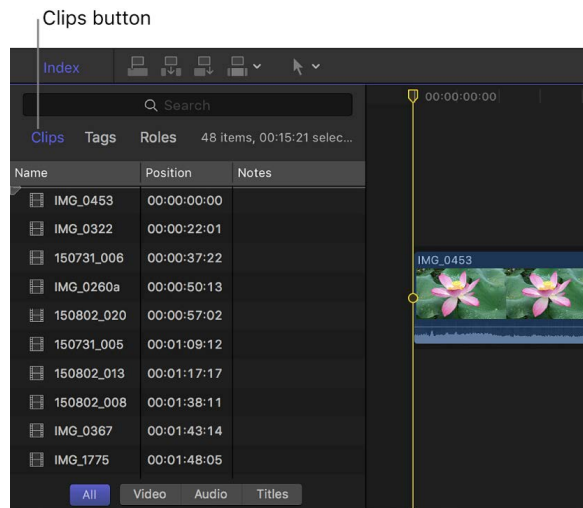 Clips button
Index
Search
Clips Tags Roles 48 items, 00:15:21 selec...
Name Position Notes
IMG_0453 00:00:00:00
IMG_0322 00:00:22:01
150731_006 00:00:37:22
IMG_0260a 00:00:50:13
150802_020 00:00:57:02
150731_005 00:01:09:12
150802_013 00:01:17:17
150802_008 00:01:38:11
IMG_0367 00:01:43:14
IMG_1775 00:01:48:05
All Video Audio Titles
00:00:00:00
IMG_0453